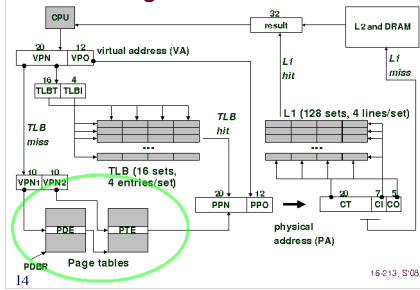 CPU
32
result
L2 and DRAM
20 12
VPN VPO
virtual address (VA)
16 4
TLBT TLBI
L1
hit
L1
miss
TLB
miss
TLB
hit
L1 (128 sets, 4 lines/set)
...
...
TLB (16 sets,
4 entries/set)
10 10
VPN1 VPN2
20 12
PPN PPO
20 7 5
CT CI CO
physical
address (PA)
PDE
PTE
PDBR
Page tables
14
15-213, S'08